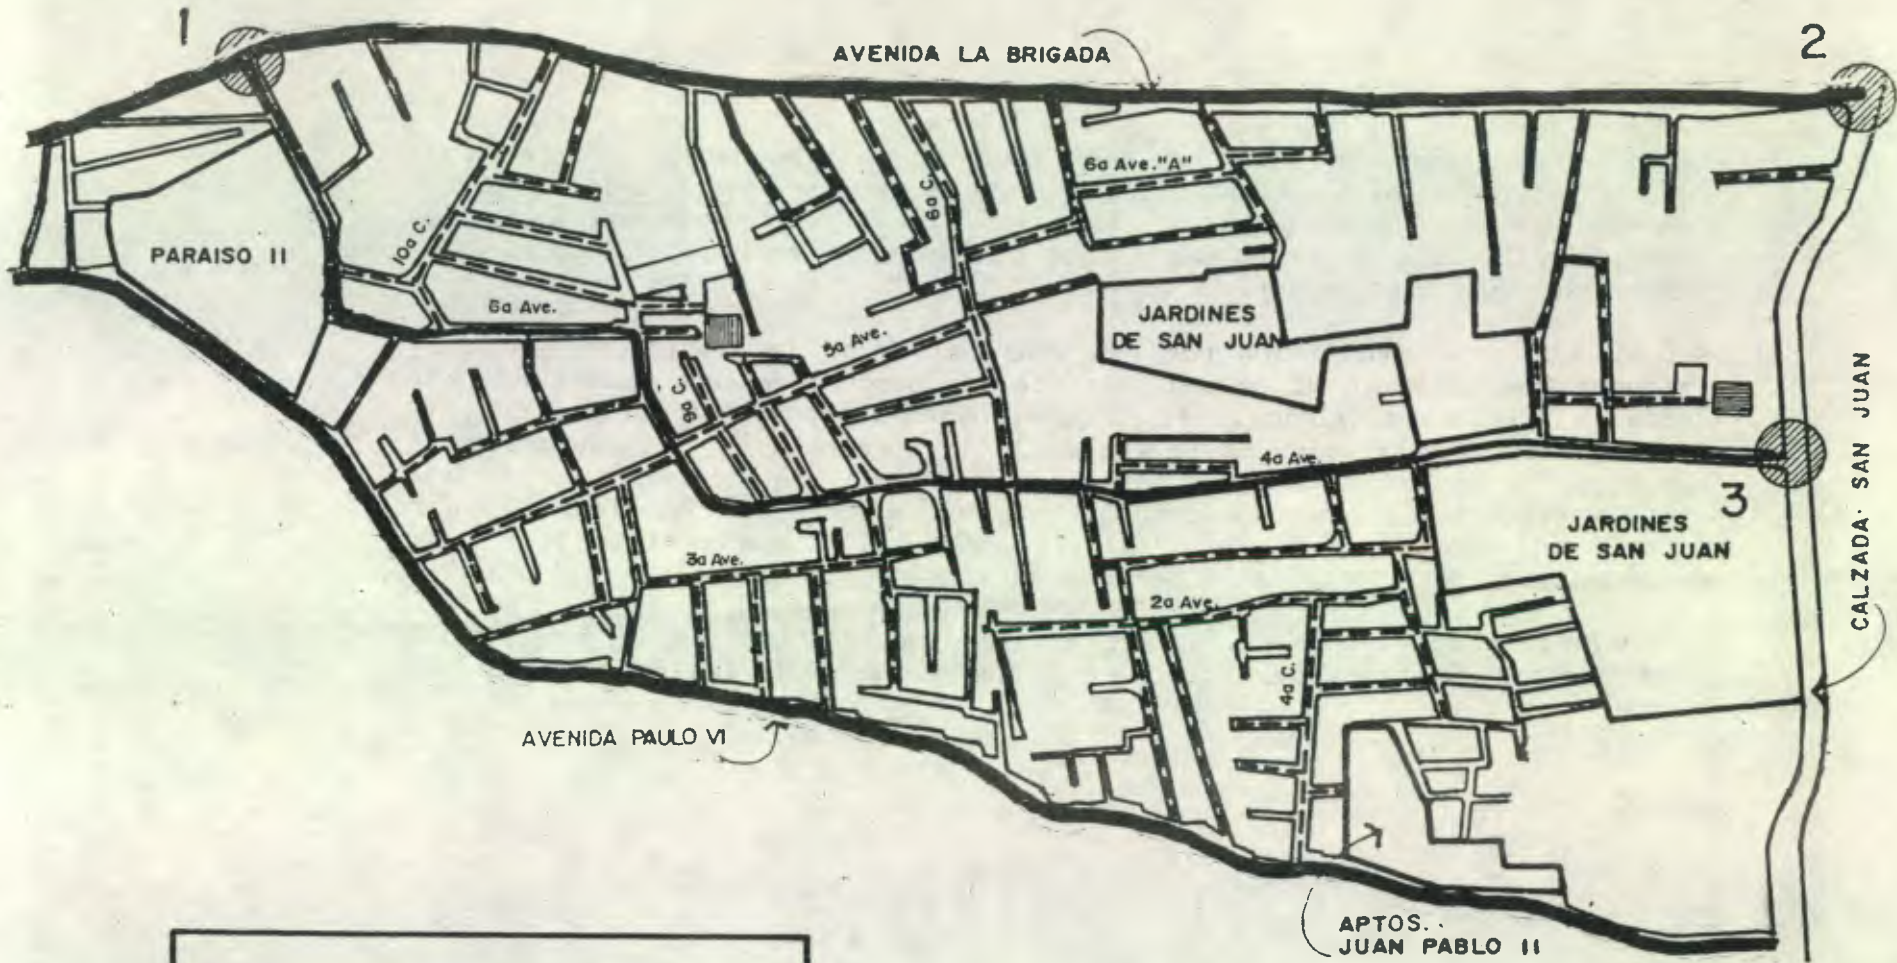 1
AVENIDA LA BRIGADA
2
6a Ave."A"
6a C.
10a C.
PARAISO II
6a Ave.
JARDINES
DE SAN JUAN
5a Ave.
9a C.
CALZADA SAN JUAN
4a Ave.
3
JARDINES
DE SAN JUAN
3a Ave.
2a Ave.
4a C.
AVENIDA PAULO VI
APTOS.
JUAN PABLO II